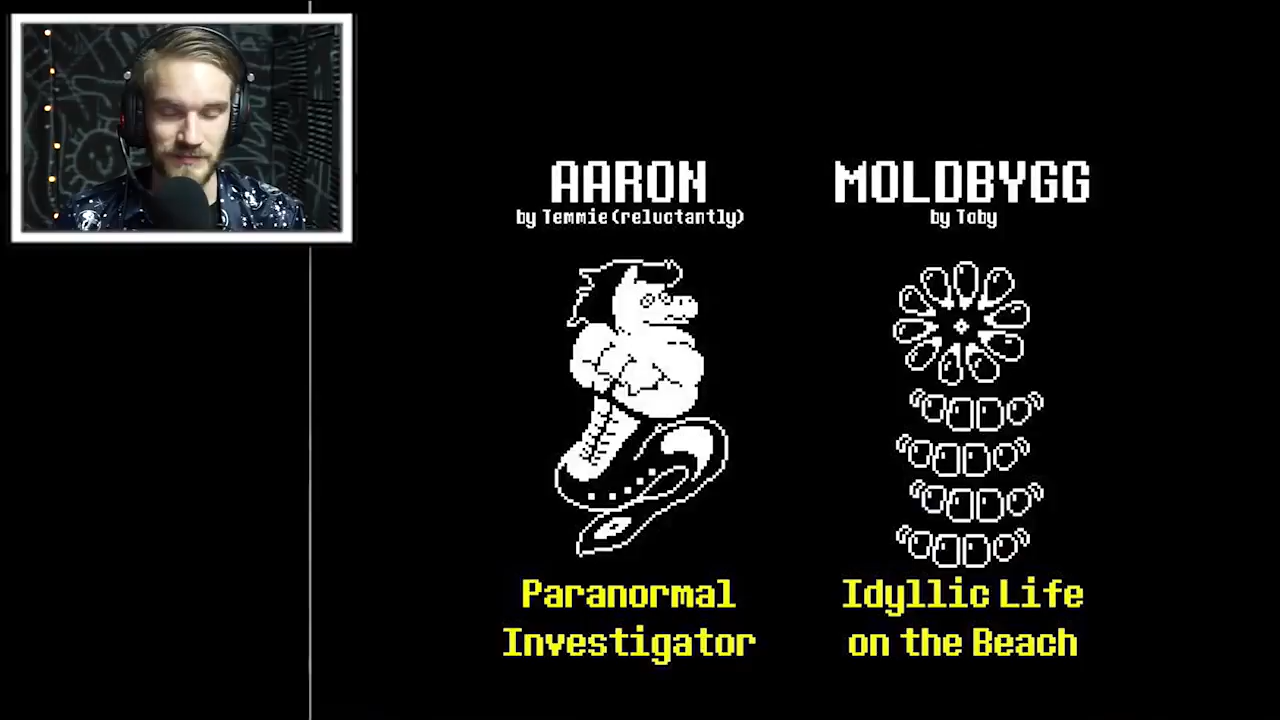 AARON
by Temmie (reluctantly)
Paranormal
Investigator
MOLDBYGG
by Toby
Idyllic Life
on the Beach